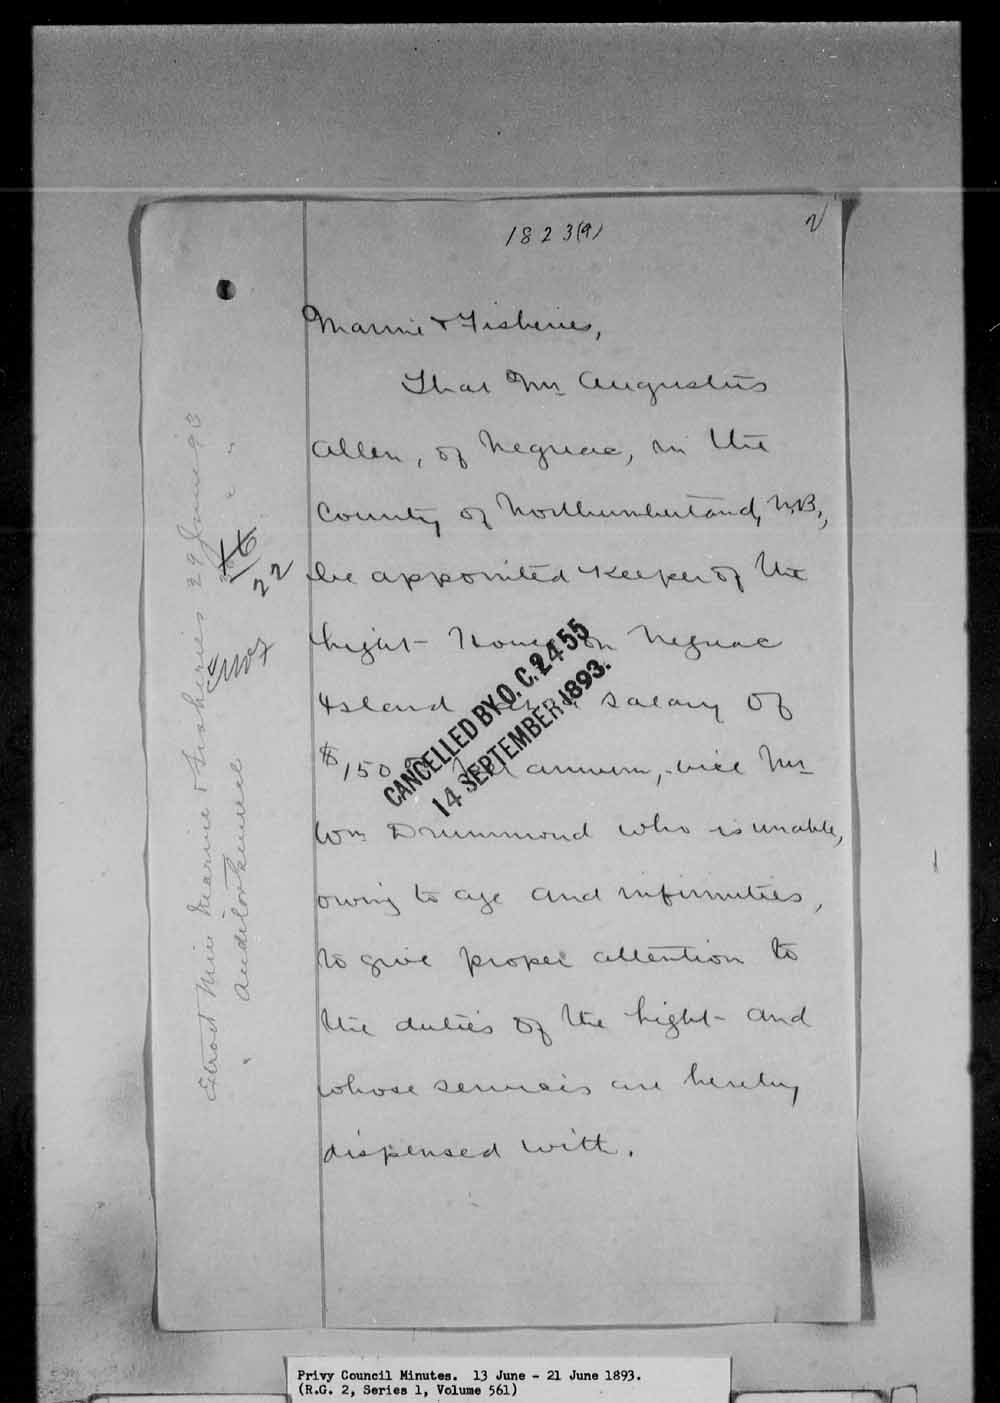 1823(9)
2
Marine & Fisheries,
That Mr Augustus
Allen, of Neguac, in the
County of Northumberland, N.B.,
be appointed Keeper of the
Light-House on Neguac
Island salary of
$150 per annum, vice Mr
Wm Drummond who is unable,
owing to age and infirmities,
to give proper attention to
the duties of the Light- and
whose services are hereby
dispensed with.
CANCELLED BY O.C. 2455
14 SEPTEMBER 1893.
Extract Min Marine & Fisheries 29 June 93
" Auditor General " "
16
22
Privy Council Minutes. 13 June - 21 June 1893.
(R.G. 2, Series 1, Volume 561)